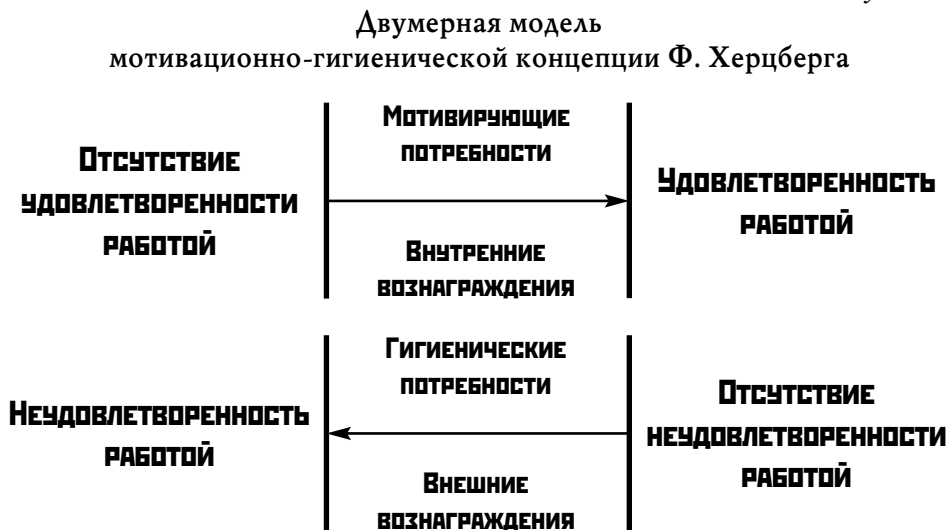 Двумерная модель
мотивационно-гигиенической концепции Ф. Херцберга
Мотивирующие
потребности
Отсутствие
удовлетворенности
работой
Удовлетворенность
работой
Внутренние
вознаграждения
Гигиенические
потребности
Неудовлетворенность
работой
Отсутствие
неудовлетворенности
работой
Внешние
вознаграждения